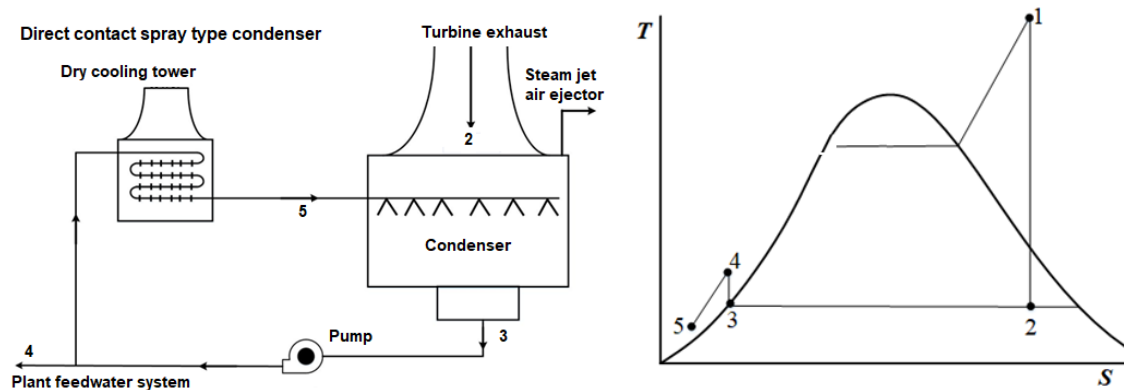 Direct contact spray type condenser
Dry cooling tower
Turbine exhaust
Steam jet
air ejector
2
5
Condenser
3
Pump
4
Plant feedwater system
T
1
4
5
3
2
S